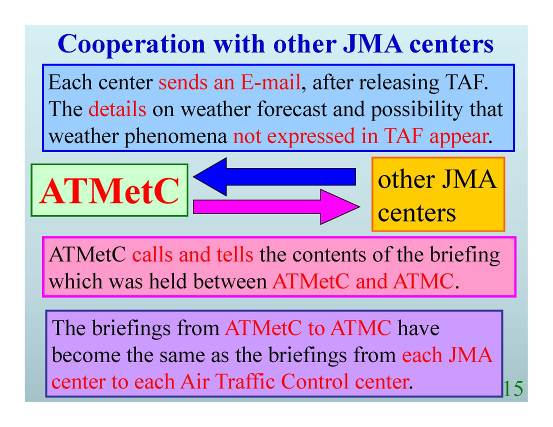 Cooperation with other JMA centers
Each center sends an E-mail, after releasing TAF.
The details on weather forecast and possibility that
weather phenomena not expressed in TAF appear.
ATMetC
other JMA
centers
ATMetC calls and tells the contents of the briefing
which was held between ATMetC and ATMC.
The briefings from ATMetC to ATMC have
become the same as the briefings from each JMA
center to each Air Traffic Control center.
15